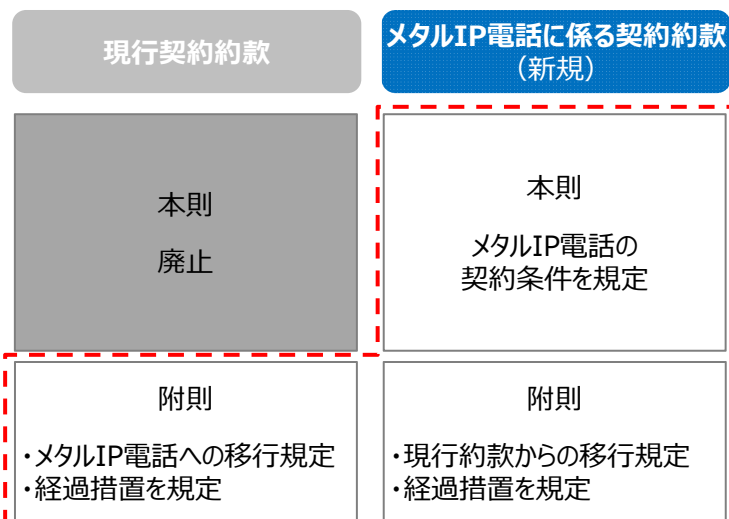 現行契約約款
メタルIP電話に係る契約約款
（新規）
本則
廃止
本則
メタルIP電話の
契約条件を規定
附則
・メタルIP電話への移行規定
・経過措置を規定
附則
・現行約款からの移行規定
・経過措置を規定